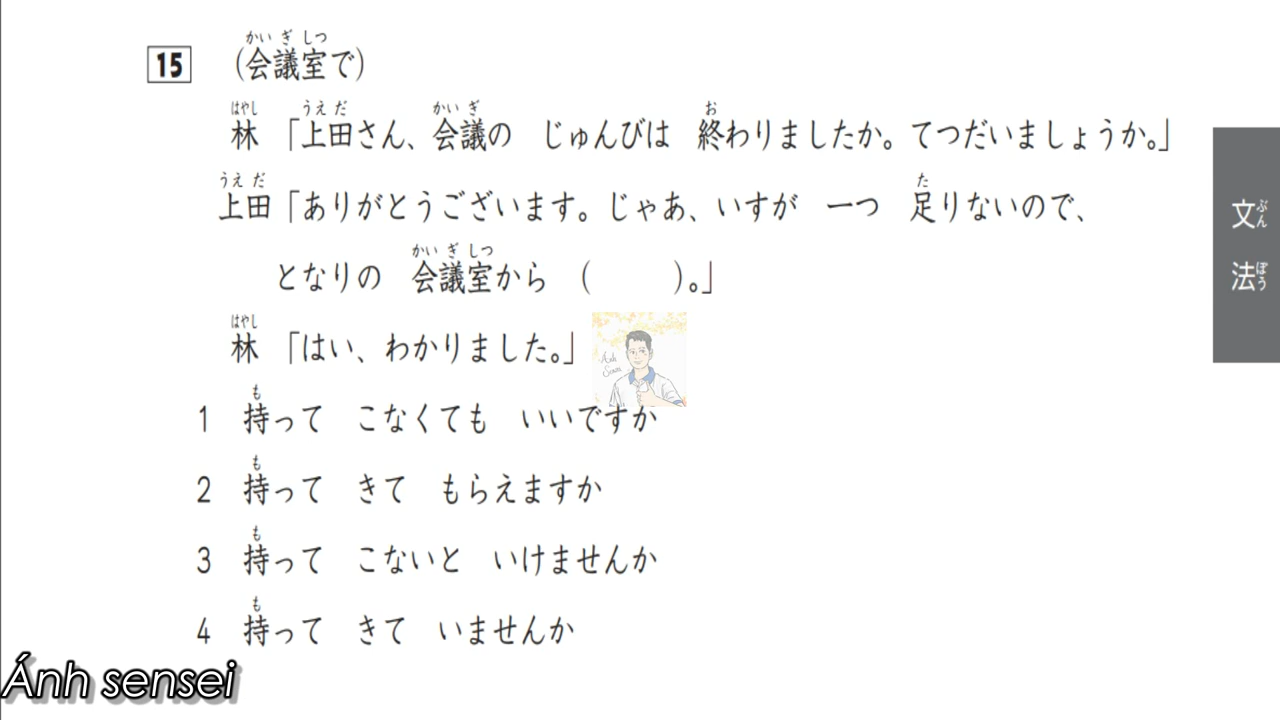 15 (会議室で)
林「上田さん、会議の じゅんびは 終わりましたか。てつだいましょうか。」
上田「ありがとうございます。じゃあ、いすが 一つ 足りないので、
となりの 会議室から ( )。」
林「はい、わかりました。」
1 持って こなくても いいですか
2 持って きて もらえますか
3 持って こないと いけませんか
4 持って きて いませんか
文法
Ánh sensei